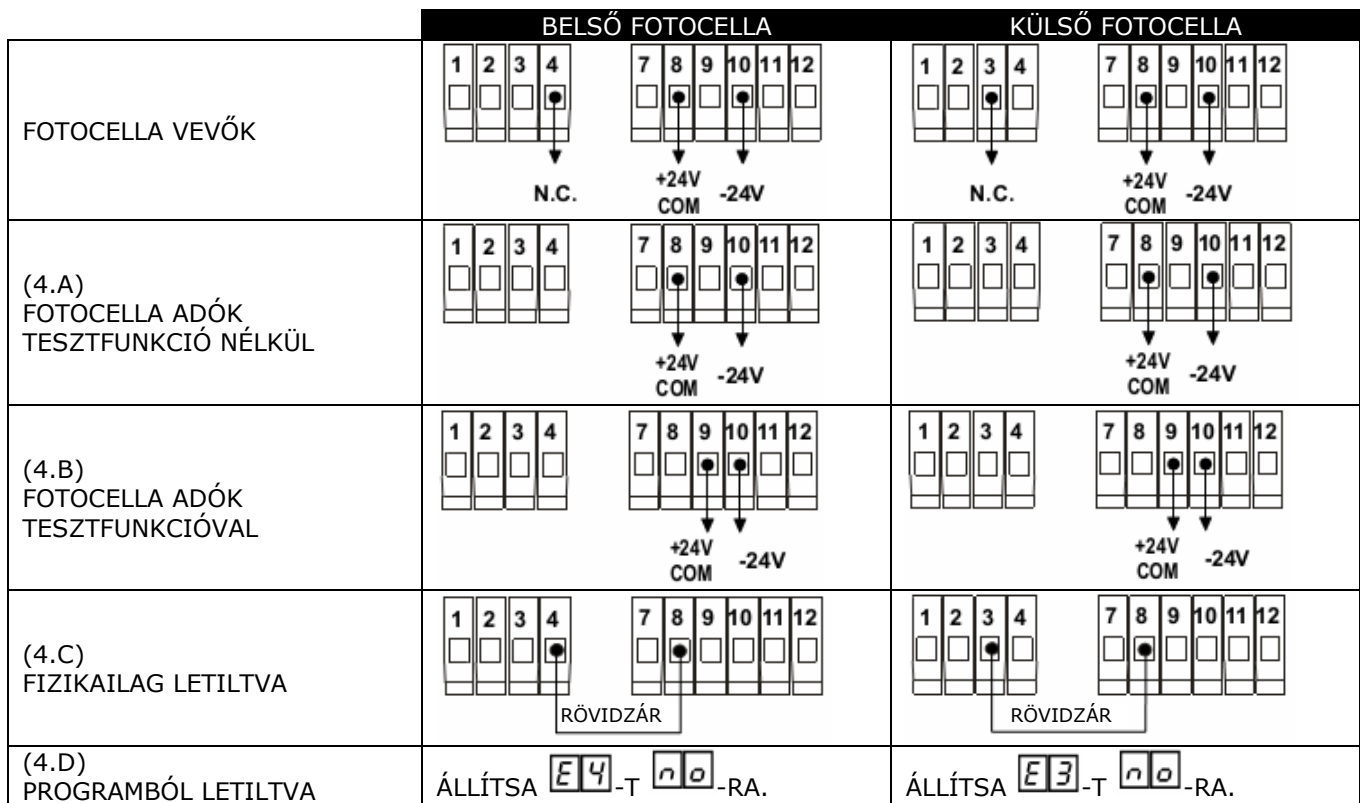 BELSŐ FOTOCELLA KÜLSŐ FOTOCELLA
FOTOCELLA VEVŐK
1 2 3 4 7 8 9 10 11 12
N.C. +24V COM -24V
1 2 3 4 7 8 9 10 11 12
N.C. +24V COM -24V
(4.A)
FOTOCELLA ADÓK
TESZTFUNKCIÓ NÉLKÜL
1 2 3 4 7 8 9 10 11 12
+24V COM -24V
1 2 3 4 7 8 9 10 11 12
+24V COM -24V
(4.B)
FOTOCELLA ADÓK
TESZTFUNKCIÓVAL
1 2 3 4 7 8 9 10 11 12
+24V COM -24V
1 2 3 4 7 8 9 10 11 12
+24V COM -24V
(4.C)
FIZIKAILAG LETILTVA
1 2 3 4 7 8 9 10 11 12
RÖVIDZÁR
1 2 3 4 7 8 9 10 11 12
RÖVIDZÁR
(4.D)
PROGRAMBÓL LETILTVA
ÁLLÍTSA E4-T no-RA.
ÁLLÍTSA E3-T no-RA.